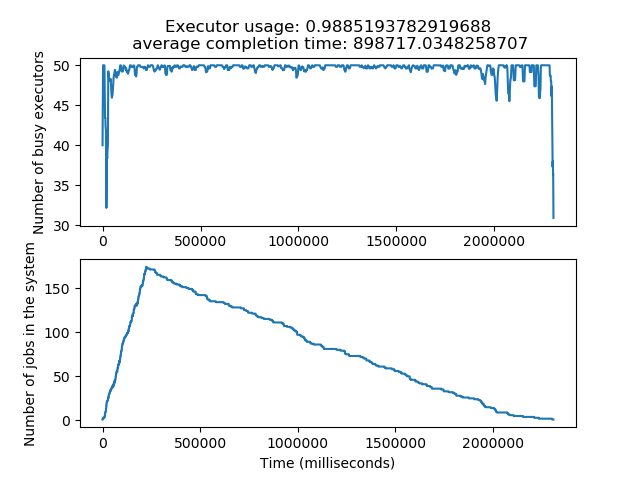 Executor usage: 0.9885193782919688
average completion time: 898717.0348258707
Number of busy executors
50
45
40
35
30
0 500000 1000000 1500000 2000000
Number of jobs in the system
150
100
50
0
0 500000 1000000 1500000 2000000
Time (milliseconds)